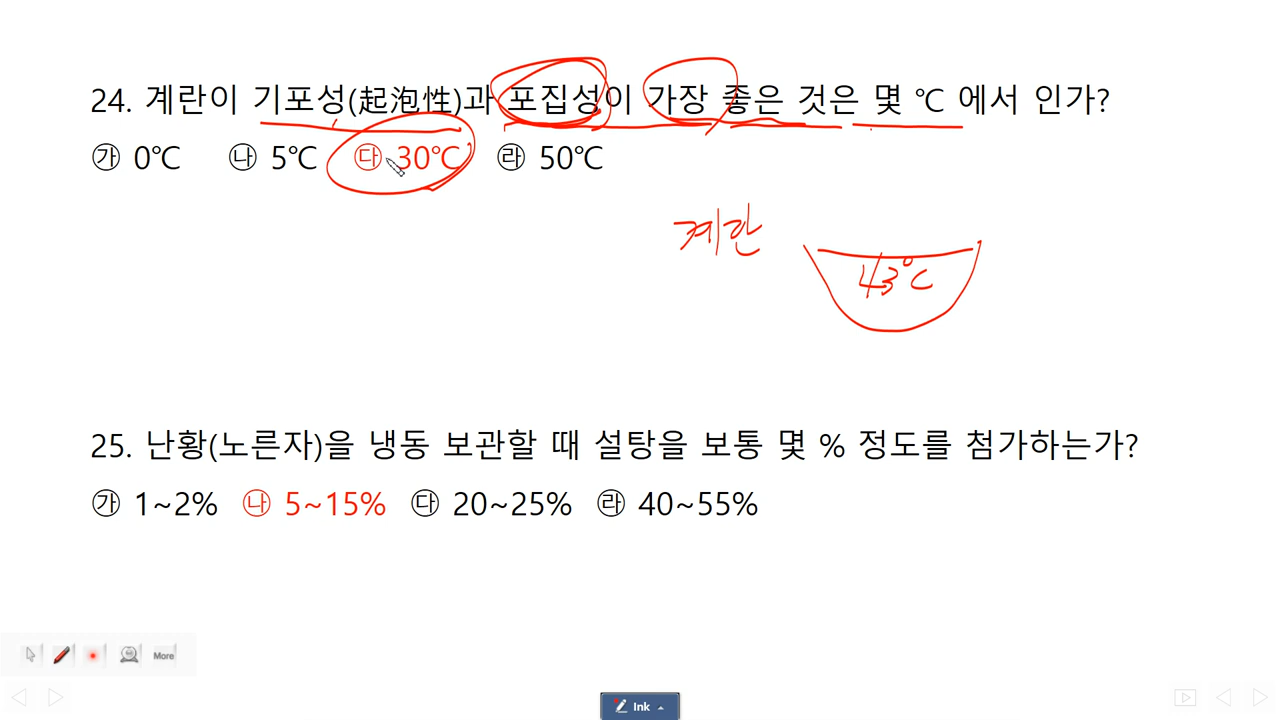 24. 계란이 기포성(起泡性)과 포집성이 가장 좋은 것은 몇 ℃ 에서 인가?
㉮ 0℃ ㉯ 5℃ ㉰ 30℃ ㉱ 50℃
계란
43°C
25. 난황(노른자)을 냉동 보관할 때 설탕을 보통 몇 % 정도를 첨가하는가?
㉮ 1~2% ㉯ 5~15% ㉰ 20~25% ㉱ 40~55%
More
Ink